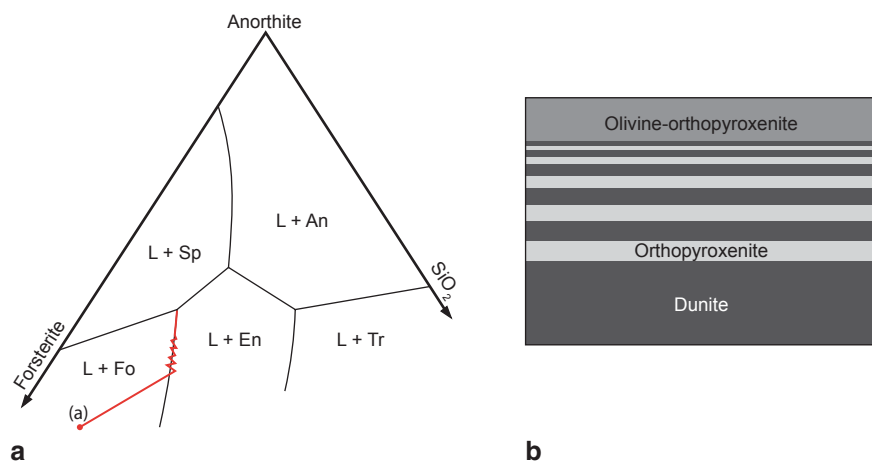 Anorthite
L + An
L + Sp
SiO2
Forsterite
L + En
L + Tr
L + Fo
(a)
a
Olivine-orthopyroxenite
Orthopyroxenite
Dunite
b